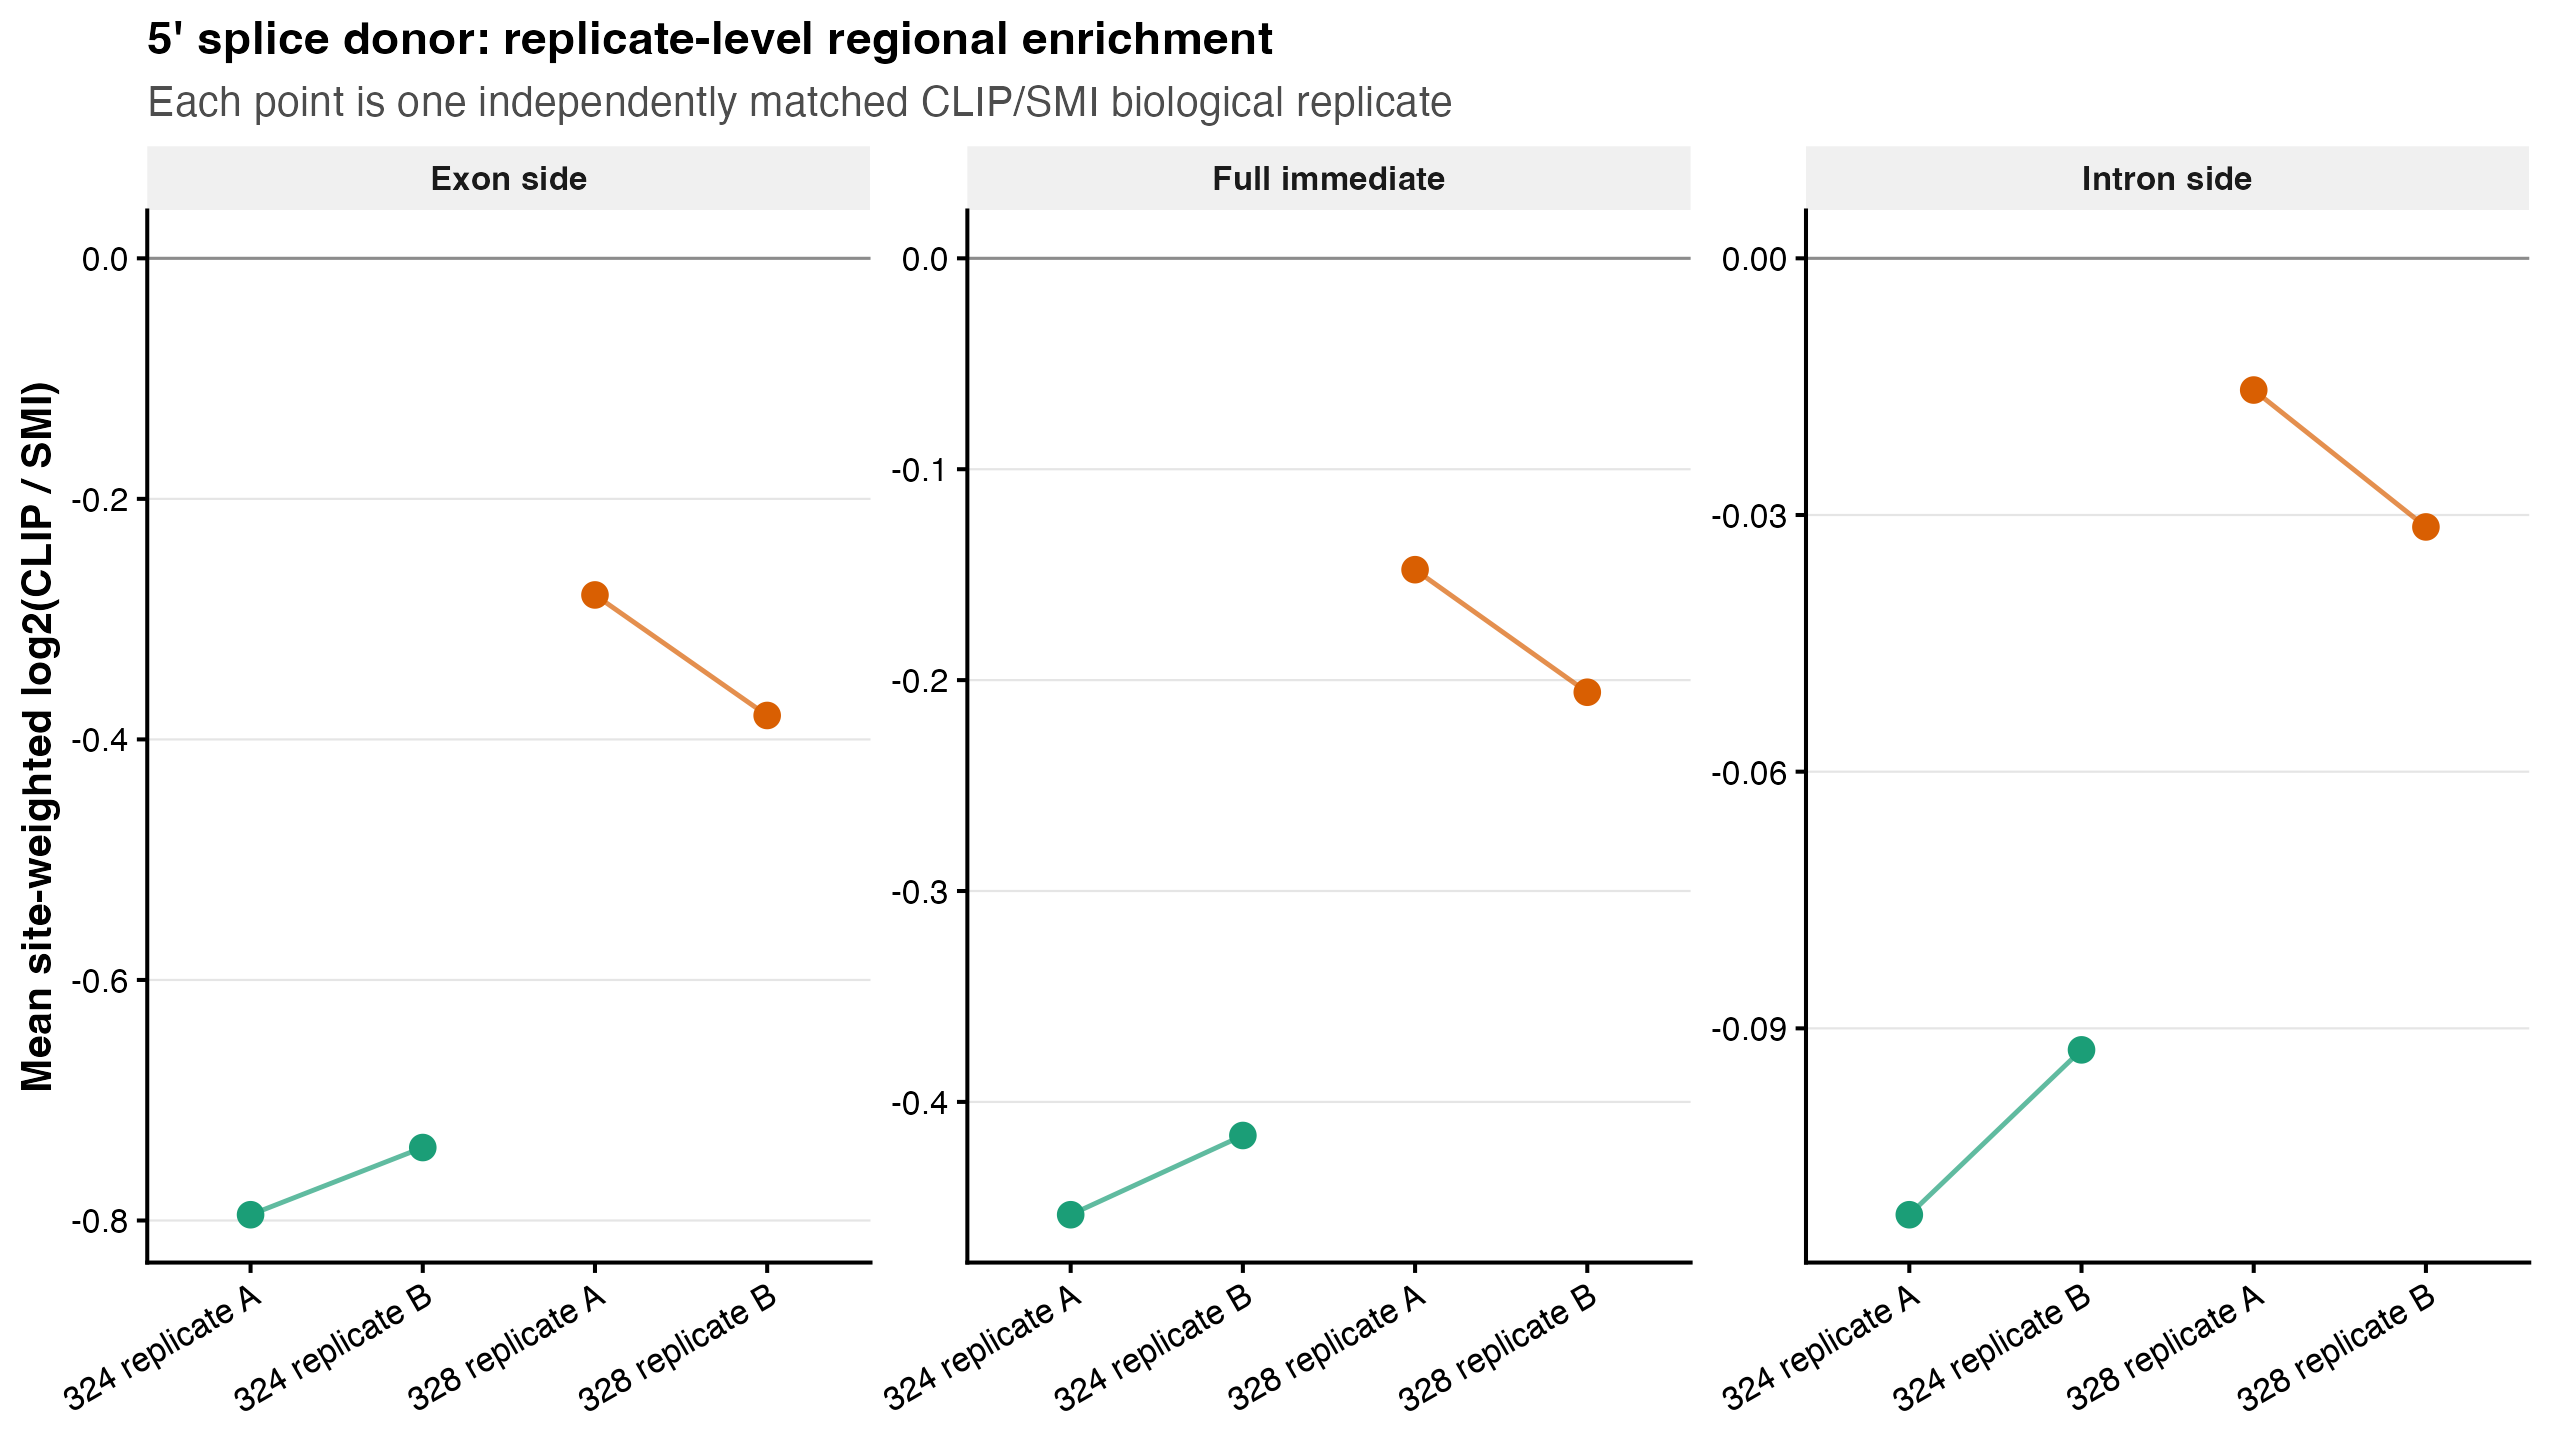 5' splice donor: replicate-level regional enrichment
Each point is one independently matched CLIP/SMI biological replicate
Mean site-weighted log2(CLIP / SMI)
Exon side
0.0
-0.2
-0.4
-0.6
-0.8
324 replicate A
324 replicate B
328 replicate A
328 replicate B
Full immediate
0.0
-0.1
-0.2
-0.3
-0.4
324 replicate A
324 replicate B
328 replicate A
328 replicate B
Intron side
0.00
-0.03
-0.06
-0.09
324 replicate A
324 replicate B
328 replicate A
328 replicate B